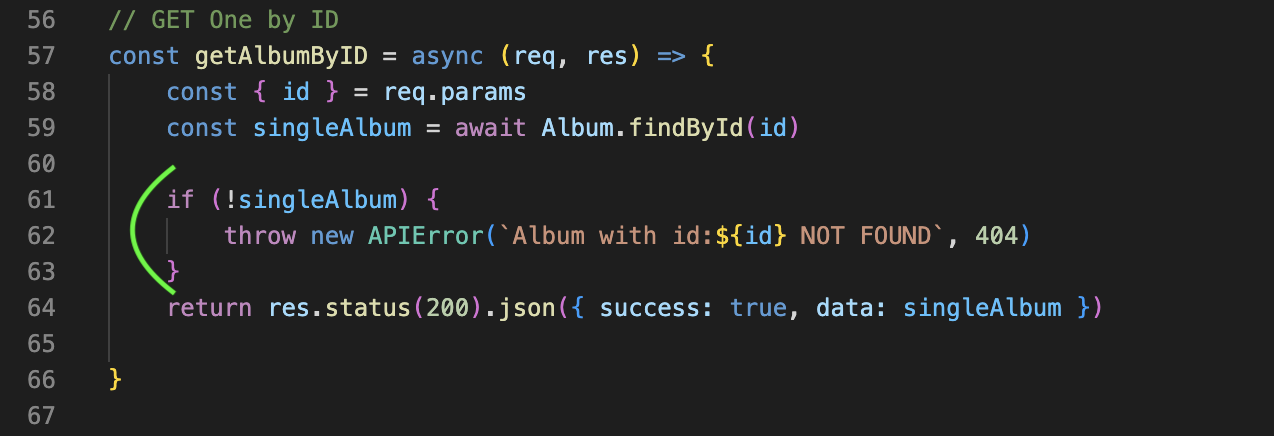 56 // GET One by ID
57 const getAlbumByID = async (req, res) => {
58     const { id } = req.params
59     const singleAlbum = await Album.findById(id)
60
61     if (!singleAlbum) {
62         throw new APIError(`Album with id:${id} NOT FOUND`, 404)
63     }
64     return res.status(200).json({ success: true, data: singleAlbum })
65
66 }
67